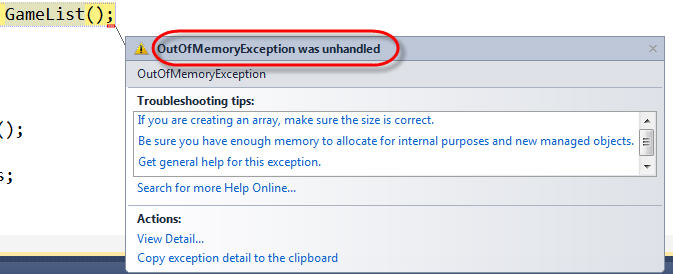 GameList();
OutOfMemoryException was unhandled
OutOfMemoryException
Troubleshooting tips:
If you are creating an array, make sure the size is correct.
();
Be sure you have enough memory to allocate for internal purposes and new managed objects.
Get general help for this exception.
s;
Search for more Help Online...
Actions:
View Detail...
Copy exception detail to the clipboard